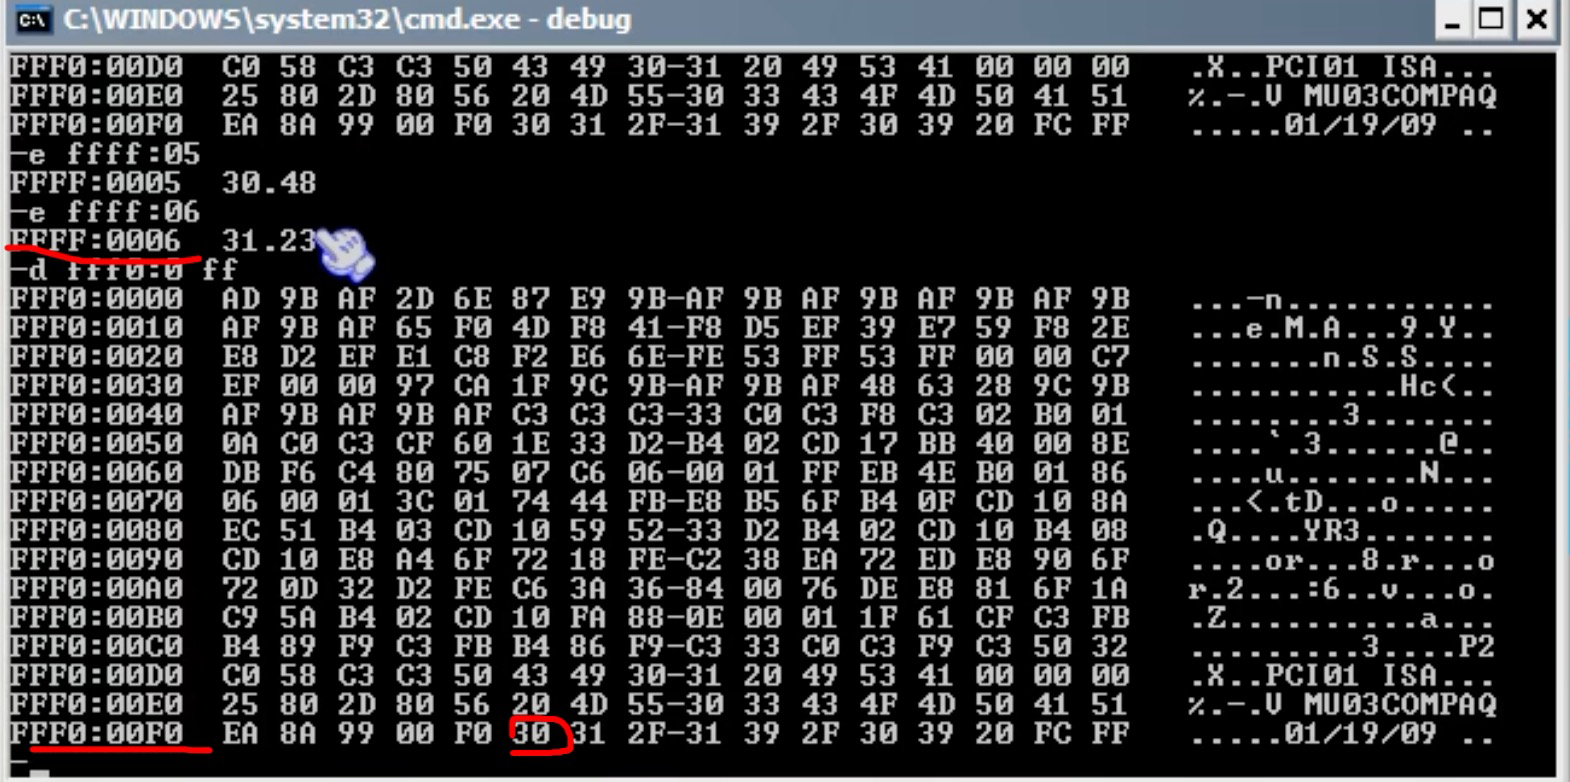 C:\WINDOWS\system32\cmd.exe - debug
FFF0:00D0  C0 58 C3 C3 50 43 49 30-31 20 49 53 41 00 00 00   .X..PCI01 ISA...
FFF0:00E0  25 80 2D 80 56 20 4D 55-30 33 43 4F 4D 50 41 51   %.-.V MU03COMPAQ
FFF0:00F0  EA 8A 99 00 F0 30 31 2F-31 39 2F 30 39 20 FC FF   .....01/19/09 ..
-e ffff:05
FFFF:0005  30.48
-e ffff:06
FFFF:0006  31.23
-d fff0:0 ff
FFF0:0000  AD 9B AF 2D 6E 87 E9 9B-AF 9B AF 9B AF 9B AF 9B   ...-n...........
FFF0:0010  AF 9B AF 65 F0 4D F8 41-F8 D5 EF 39 E7 59 F8 2E   ...e.M.A...9.Y..
FFF0:0020  E8 D2 EF E1 C8 F2 E6 6E-FE 53 FF 53 FF 00 00 C7   .......n.S.S....
FFF0:0030  EF 00 00 97 CA 1F 9C 9B-AF 9B AF 48 63 28 9C 9B   ...........Hc(..
FFF0:0040  AF 9B AF 9B AF C3 C3 C3-33 C0 C3 F8 C3 02 B0 01   ........3.......
FFF0:0050  0A C0 C3 CF 60 1E 33 D2-B4 02 CD 17 BB 40 00 8E   ....`.3......@..
FFF0:0060  DB F6 C4 80 75 07 C6 06-00 01 FF EB 4E B0 01 86   ....u.......N...
FFF0:0070  06 00 01 3C 01 74 44 FB-E8 B5 6F B4 0F CD 10 8A   ...<.tD...o.....
FFF0:0080  EC 51 B4 03 CD 10 59 52-33 D2 B4 02 CD 10 B4 08   .Q....YR3.......
FFF0:0090  CD 10 E8 A4 6F 72 18 FE-C2 38 EA 72 ED E8 90 6F   ....or...8.r...o
FFF0:00A0  72 0D 32 D2 FE C6 3A 36-84 00 76 DE E8 81 6F 1A   r.2...:6..v...o.
FFF0:00B0  C9 5A B4 02 CD 10 FA 88-0E 00 01 1F 61 CF C3 FB   .Z..........a...
FFF0:00C0  B4 89 F9 C3 FB B4 86 F9-C3 33 C0 C3 F9 C3 50 32   .........3....P2
FFF0:00D0  C0 58 C3 C3 50 43 49 30-31 20 49 53 41 00 00 00   .X..PCI01 ISA...
FFF0:00E0  25 80 2D 80 56 20 4D 55-30 33 43 4F 4D 50 41 51   %.-.V MU03COMPAQ
FFF0:00F0  EA 8A 99 00 F0 30 31 2F-31 39 2F 30 39 20 FC FF   .....01/19/09 ..
-